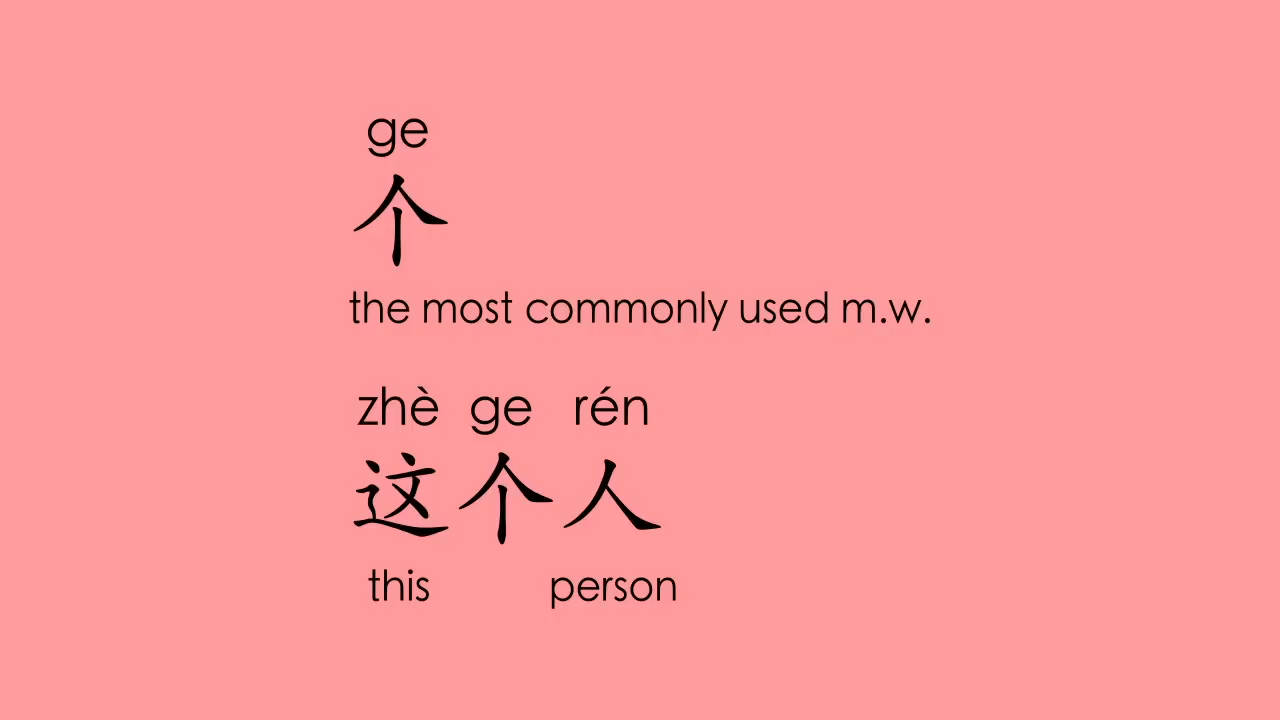 ge
个
the most commonly used m.w.
zhè ge rén
这个人
this person